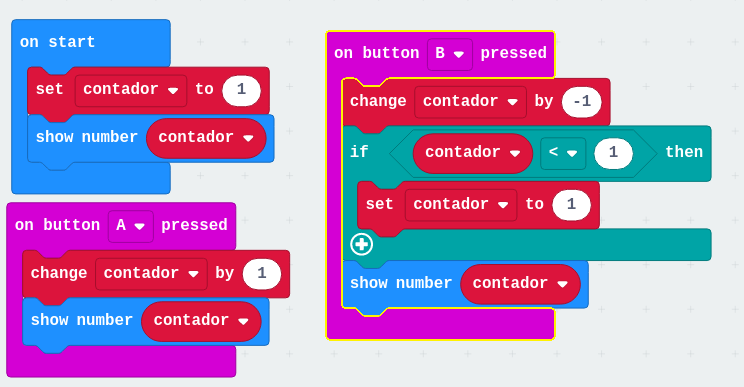 on start
set contador to 1
show number contador
on button A pressed
change contador by 1
show number contador
on button B pressed
change contador by -1
if contador < 1 then
set contador to 1
show number contador